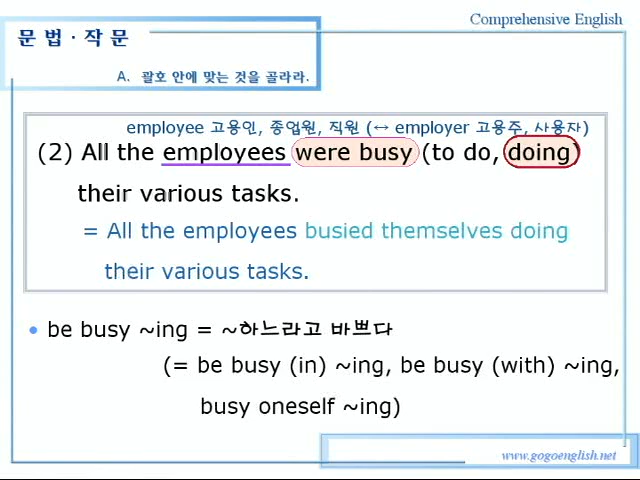 Comprehensive English
문 법 · 작 문
A. 괄호 안에 맞는 것을 골라라.
employee 고용인, 종업원, 직원 (↔ employer 고용주, 사용자)
(2) All the employees were busy (to do, doing)
their various tasks.
= All the employees busied themselves doing
their various tasks.
• be busy ~ing = ~하느라고 바쁘다
(= be busy (in) ~ing, be busy (with) ~ing,
busy oneself ~ing)
www.gogoenglish.net